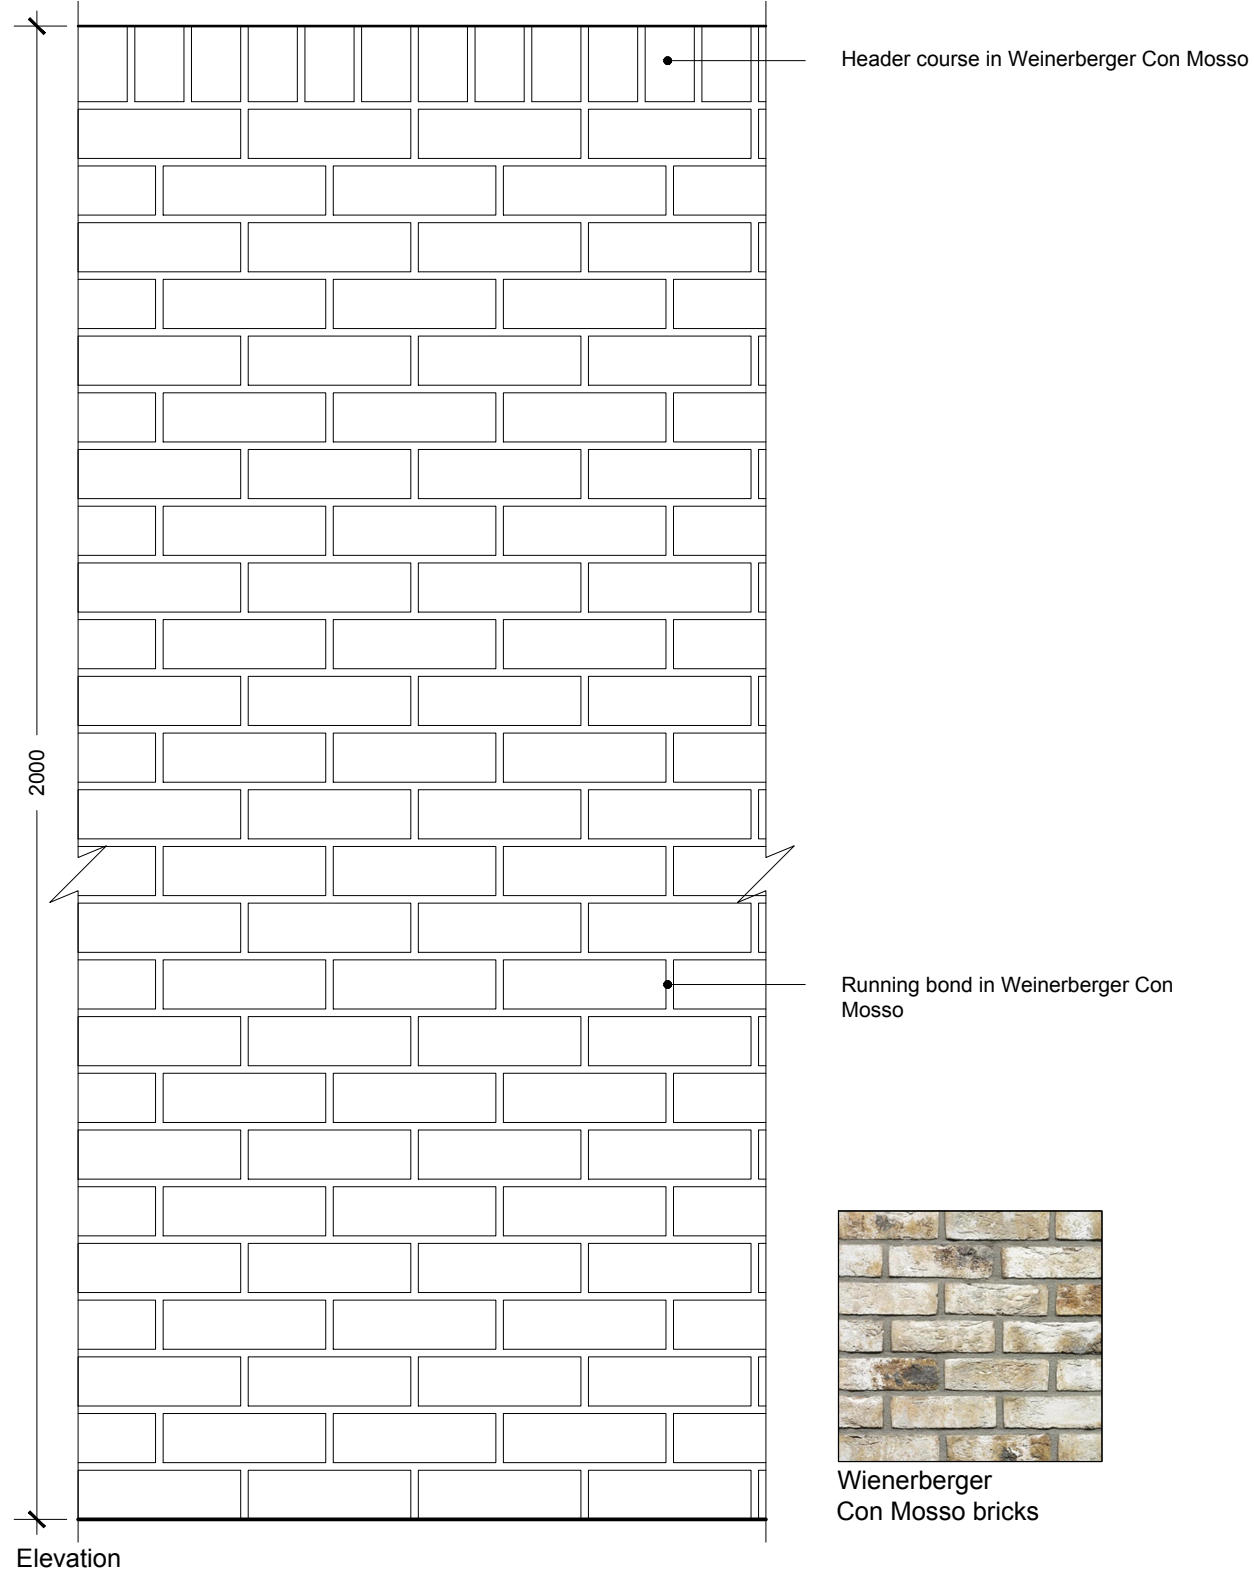 Header course in Weinerberger Con Mosso
2000
Running bond in Weinerberger Con
Mosso
Wienerberger
Con Mosso bricks
Elevation